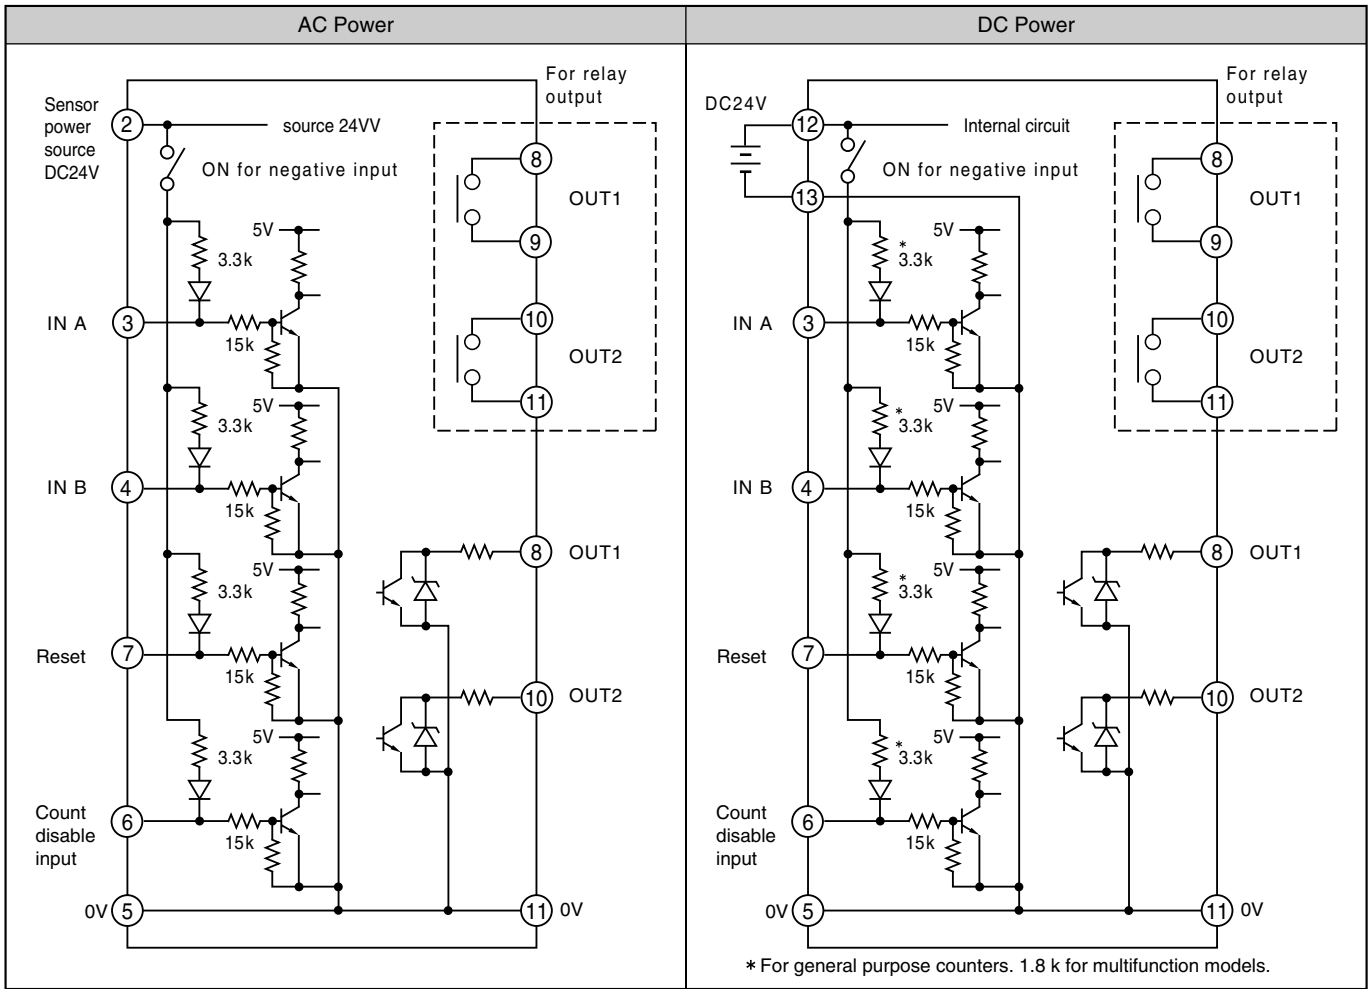 AC Power
For relay
output
Sensor
power
source
DC24V
2
source 24VV
ON for negative input
8
OUT1
9
5V
3.3k
IN A
3
15k
10
OUT2
11
5V
3.3k
IN B
4
15k
8
OUT1
5V
3.3k
Reset
7
15k
10
OUT2
5V
3.3k
Count
disable
input
6
15k
0V
5
11
0V
DC Power
For relay
output
DC24V
12
Internal circuit
ON for negative input
13
8
OUT1
9
5V
*
3.3k
IN A
3
15k
10
OUT2
11
5V
*
3.3k
IN B
4
15k
8
OUT1
5V
*
3.3k
Reset
7
15k
10
OUT2
5V
*
3.3k
Count
disable
input
6
15k
0V
5
11
0V
* For general purpose counters. 1.8 k for multifunction models.